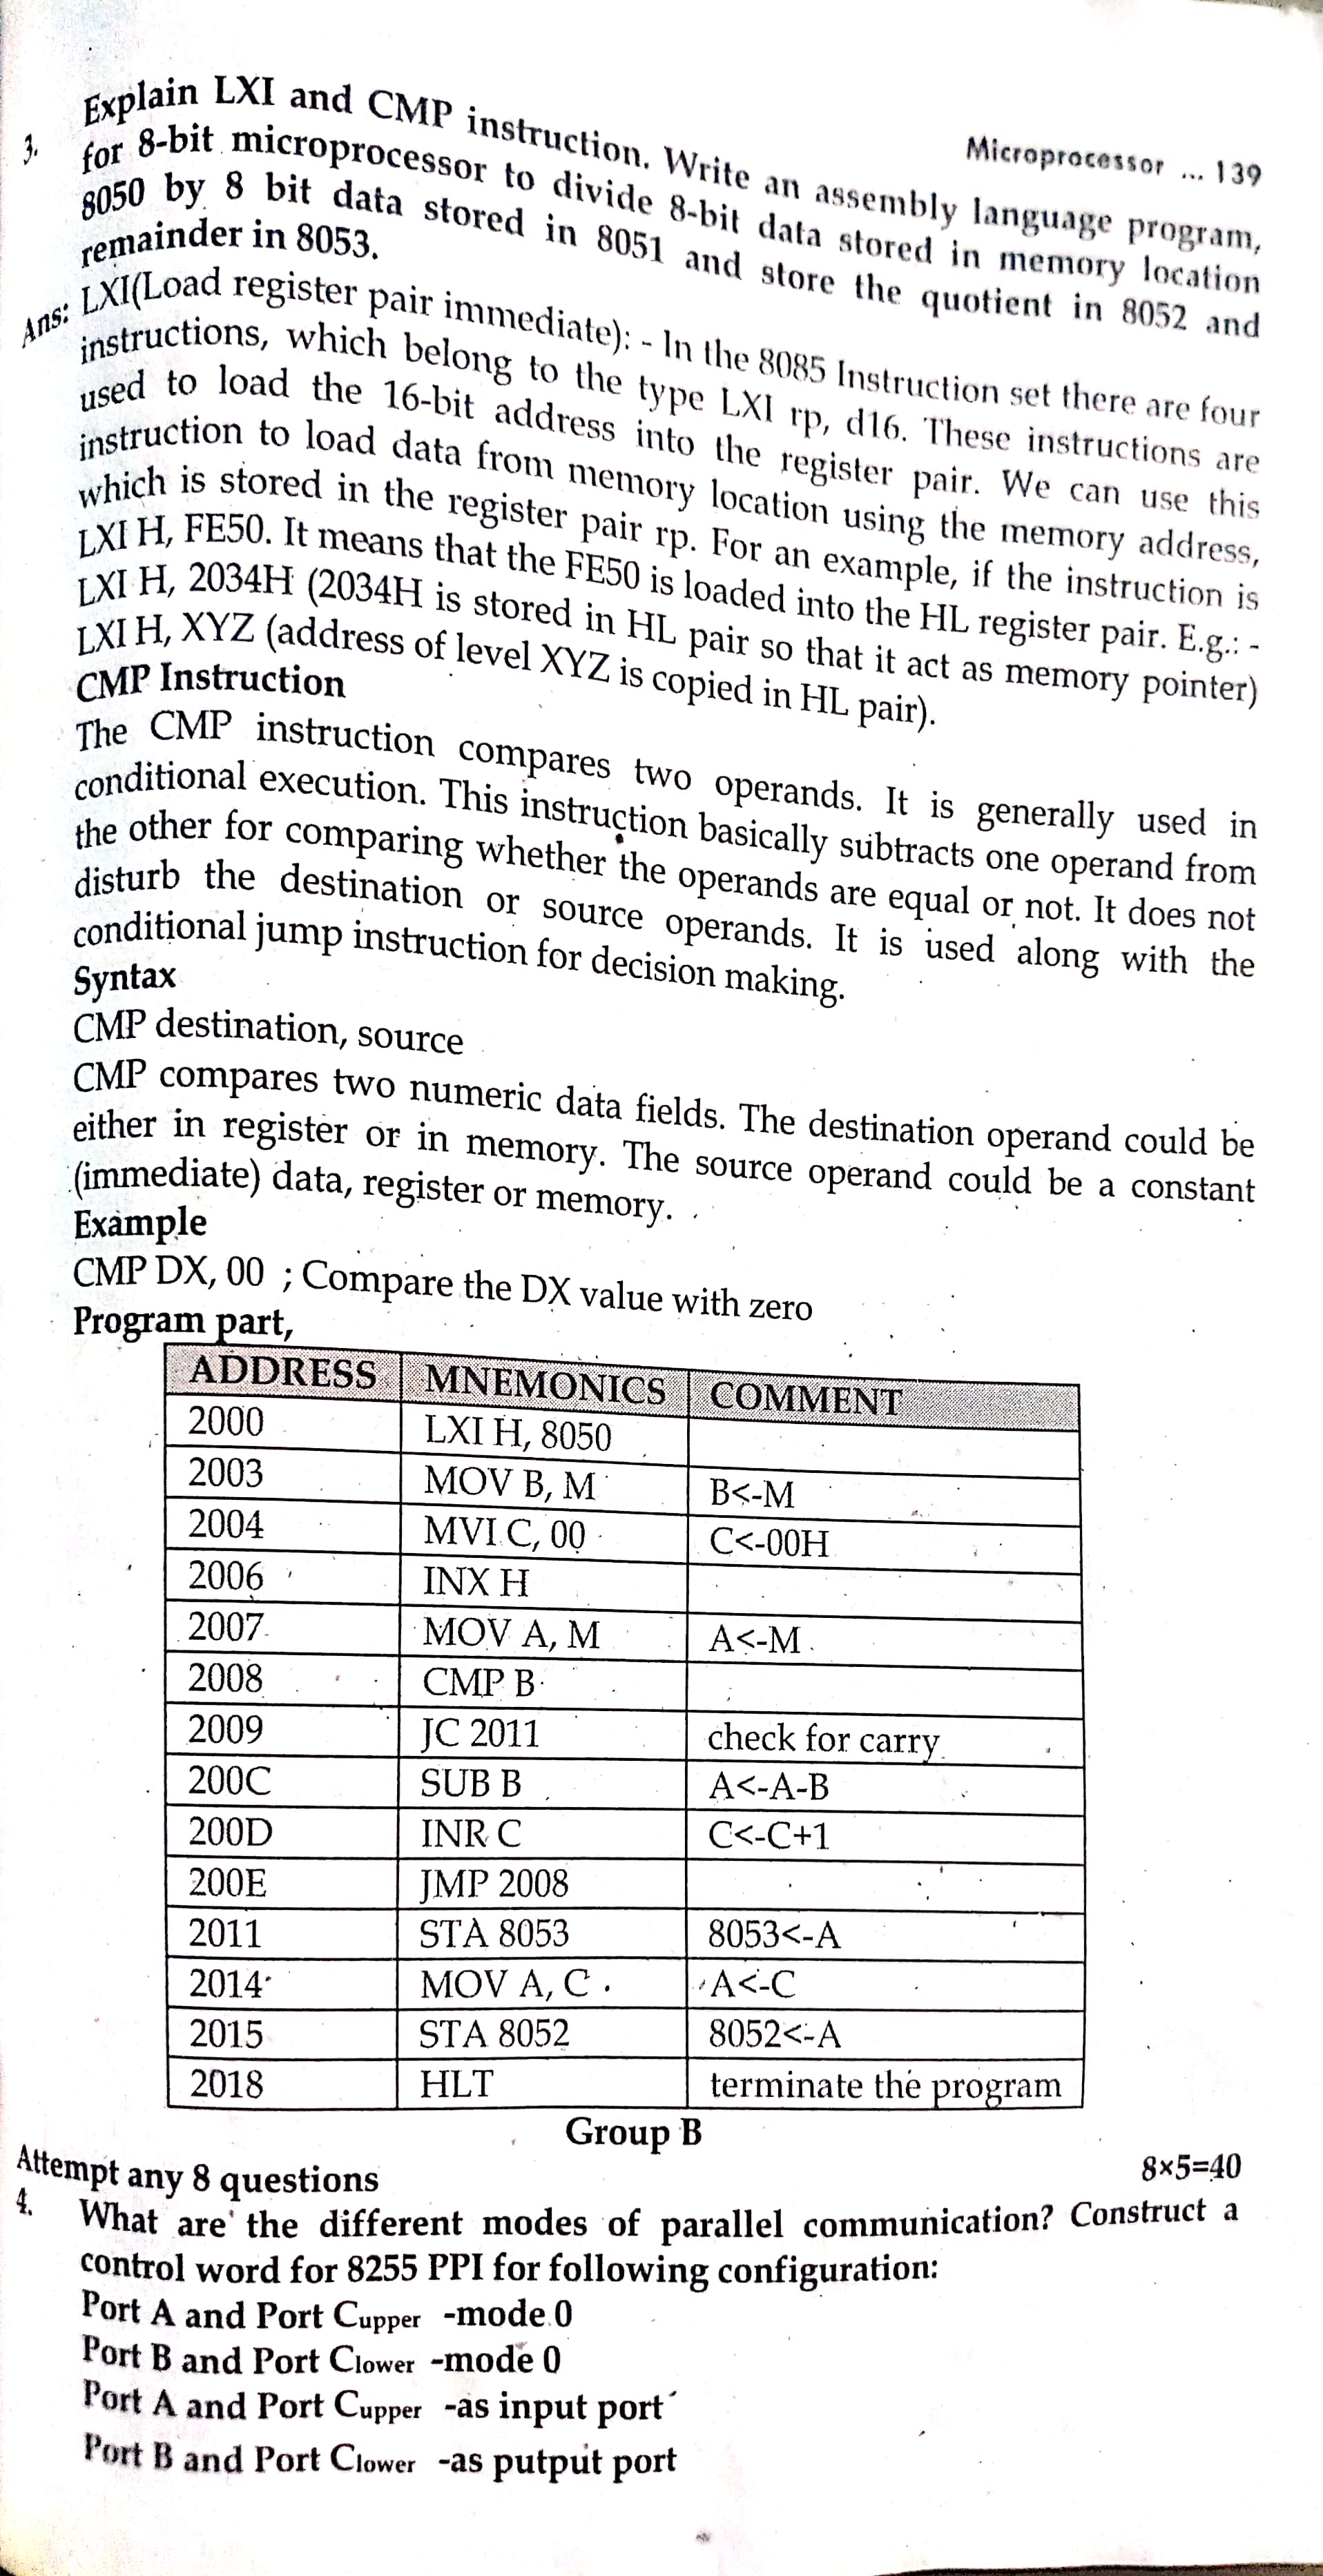 Microprocessor ... 139
3. Explain LXI and CMP instruction. Write an assembly language program,
for 8-bit microprocessor to divide 8-bit data stored in memory location
8050 by 8 bit data stored in 8051 and store the quotient in 8052 and
remainder in 8053.
Ans: LXI(Load register pair immediate): - In the 8085 Instruction set there are four
instructions, which belong to the type LXI rp, d16. These instructions are
used to load the 16-bit address into the register pair. We can use this
instruction to load data from memory location using the memory address,
which is stored in the register pair rp. For an example, if the instruction is
LXI H, FE50. It means that the FE50 is loaded into the HL register pair. E.g.: -
LXI H, 2034H (2034H is stored in HL pair so that it act as memory pointer)
LXI H, XYZ (address of level XYZ is copied in HL pair).
CMP Instruction
The CMP instruction compares two operands. It is generally used in
conditional execution. This instruction basically subtracts one operand from
the other for comparing whether the operands are equal or not. It does not
disturb the destination or source operands. It is used along with the
conditional jump instruction for decision making.
Syntax
CMP destination, source
CMP compares two numeric data fields. The destination operand could be
either in register or in memory. The source operand could be a constant
(immediate) data, register or memory.
Example
CMP DX, 00 ; Compare the DX value with zero
Program part,
ADDRESS MNEMONICS COMMENT
2000 LXI H, 8050
2003 MOV B, M B<-M
2004 MVI C, 00 C<-00H
2006 INX H
2007 MOV A, M A<-M
2008 CMP B
2009 JC 2011 check for carry
200C SUB B A<-A-B
200D INR C C<-C+1
200E JMP 2008
2011 STA 8053 8053<-A
2014 MOV A, C A<-C
2015 STA 8052 8052<-A
2018 HLT terminate the program
Group B
Attempt any 8 questions 8×5=40
4. What are the different modes of parallel communication? Construct a
control word for 8255 PPI for following configuration:
Port A and Port Cupper -mode 0
Port B and Port Clower -mode 0
Port A and Port Cupper -as input port
Port B and Port Clower -as putput port